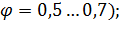 φ = 0,5 … 0,7);